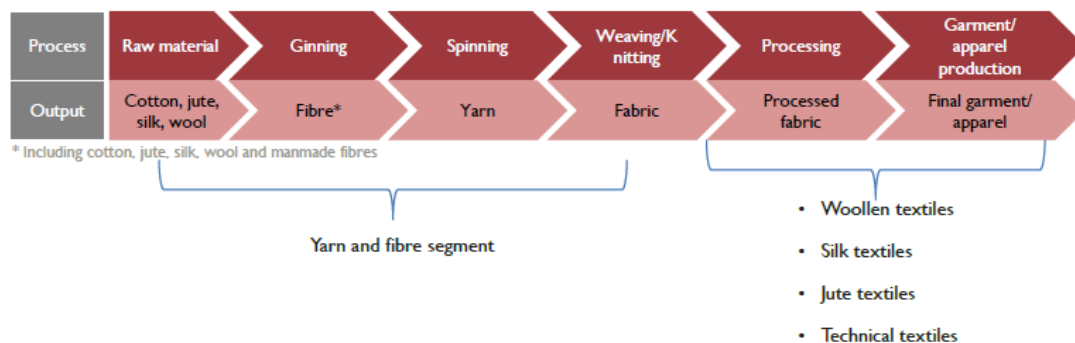 Process
Raw material
Ginning
Spinning
Weaving/K
nitting
Processing
Garment/
apparel
production
Output
Cotton, jute,
silk, wool
Fibre*
Yarn
Fabric
Processed
fabric
Final garment/
apparel
* Including cotton, jute, silk, wool and manmade fibres
Yarn and fibre segment
• Woollen textiles
• Silk textiles
• Jute textiles
• Technical textiles